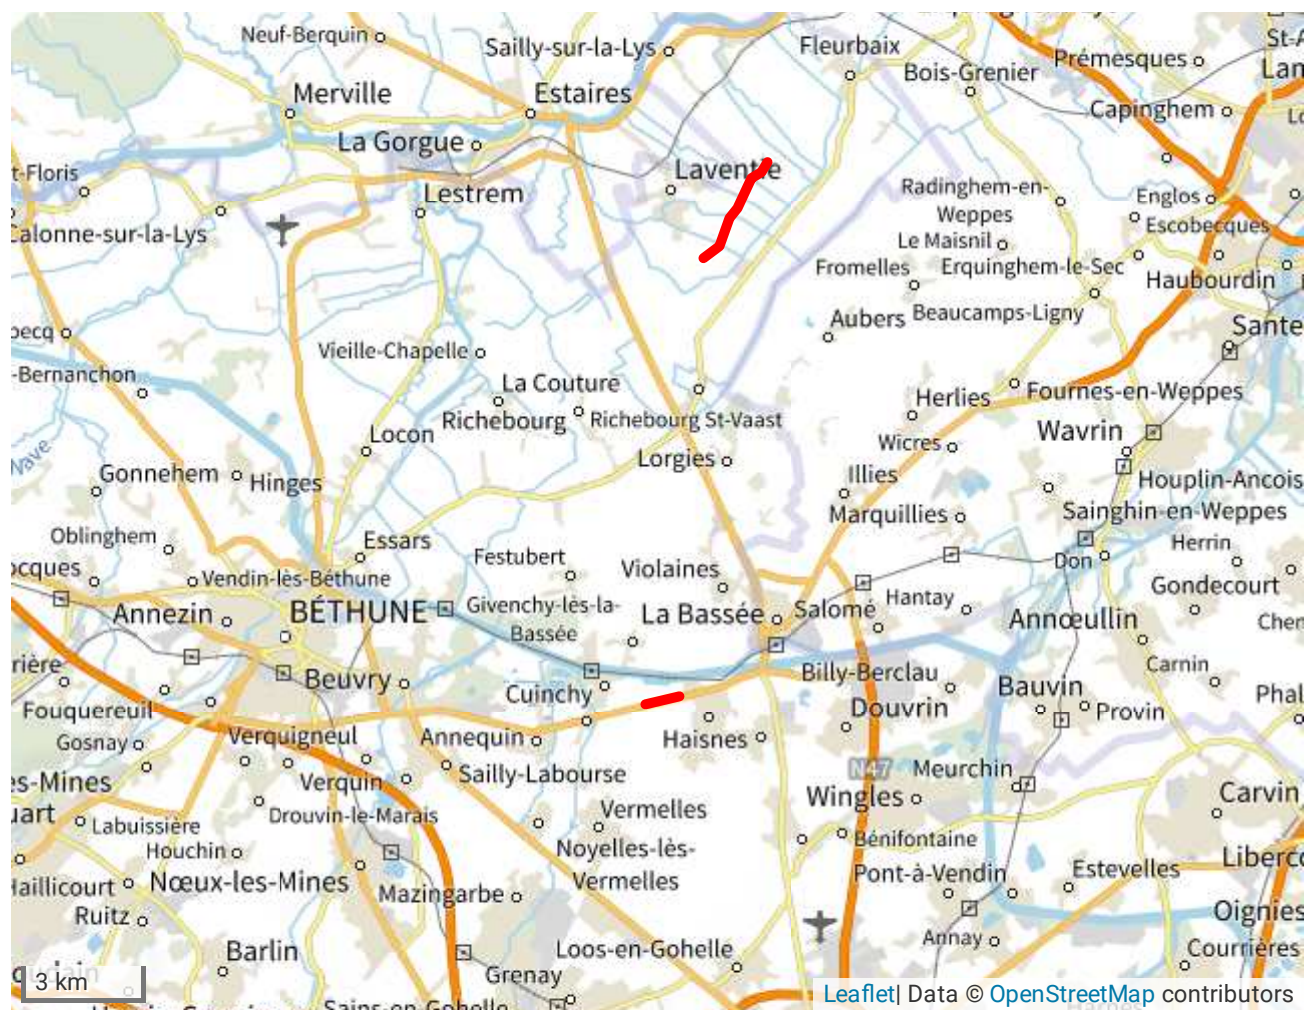 Neuf-Berquin
Sailly-sur-la-Lys
Fleurbaix
Prémesques
Bois-Grenier
Merville
Estaires
Capinghem
La Gorgue
Laventie
t-Floris
Lestrem
Radinghem-en-
Weppes
Englos
Escobecques
Calonne-sur-la-Lys
Le Maisnil
Fromelles
Erquinghem-le-Sec
Haubourdin
Aubers
Beaucamps-Ligny
Sante
becq
Vieille-Chapelle
-Bernanchon
La Couture
Herlies
Fournes-en-Weppes
Richebourg
Richebourg St-Vaast
Locon
Wicres
Wavrin
Lorgies
Gonnehem
Hinges
Illies
Houplin-Ancois
Marquillies
Sainghin-en-Weppes
Oblinghem
Essars
Festubert
Herrin
Don
ocques
Vendin-lès-Béthune
Violaines
Gondecourt
Annezin
BÉTHUNE
Givenchy-lès-la-
Bassée
La Bassée
Salomé
Hantay
Annœullin
Chen
rière
Beuvry
Cuinchy
Billy-Berclau
Carnin
Bauvin
Phal
Fouquereuil
Douvrin
Provin
Gosnay
Verquigneul
Annequin
Haisnes
es-Mines
Verquin
Sailly-Labourse
N47
Meurchin
Wingles
Carvin
uart
Labuissière
Drouvin-le-Marais
Vermelles
Houchin
Noyelles-lès-
Vermelles
Bénifontaine
Liberco
Haillicourt
Nœux-les-Mines
Mazingarbe
Pont-à-Vendin
Estevelles
Ruitz
Oignies
Barlin
Loos-en-Gohelle
Annay
Courrières
Grenay
3 km
Sains-en-Gohelle
Leaflet| Data © OpenStreetMap contributors